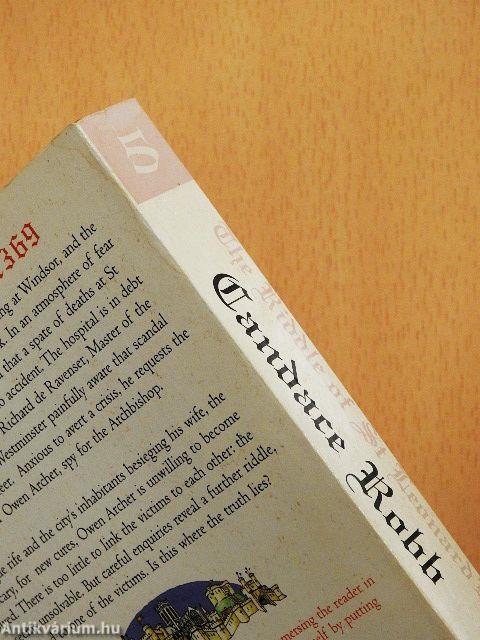 5
The Riddle of St Leonard
Candace Robb
1369
ng at Windsor, and the
K. In an atmosphere of fear
that a spate of deaths at St
o accident. The hospital is in debt
Richard de Ravenser, Master of the
Westminster painfully aware that scandal
eer. Anxious to avert a crisis, he requests the
Owen Archer, spy for the Archbishop.
e rife and the city's inhabitants besieging his wife, the
cary, for new cures, Owen Archer is unwilling to become
d. There is too little to link the victims to each other: the
unsolvable. But careful enquiries reveal a further riddle,
one of the victims. Is this where the truth lies?
mersing the reader in
lf by putting
Antikvárium.hu